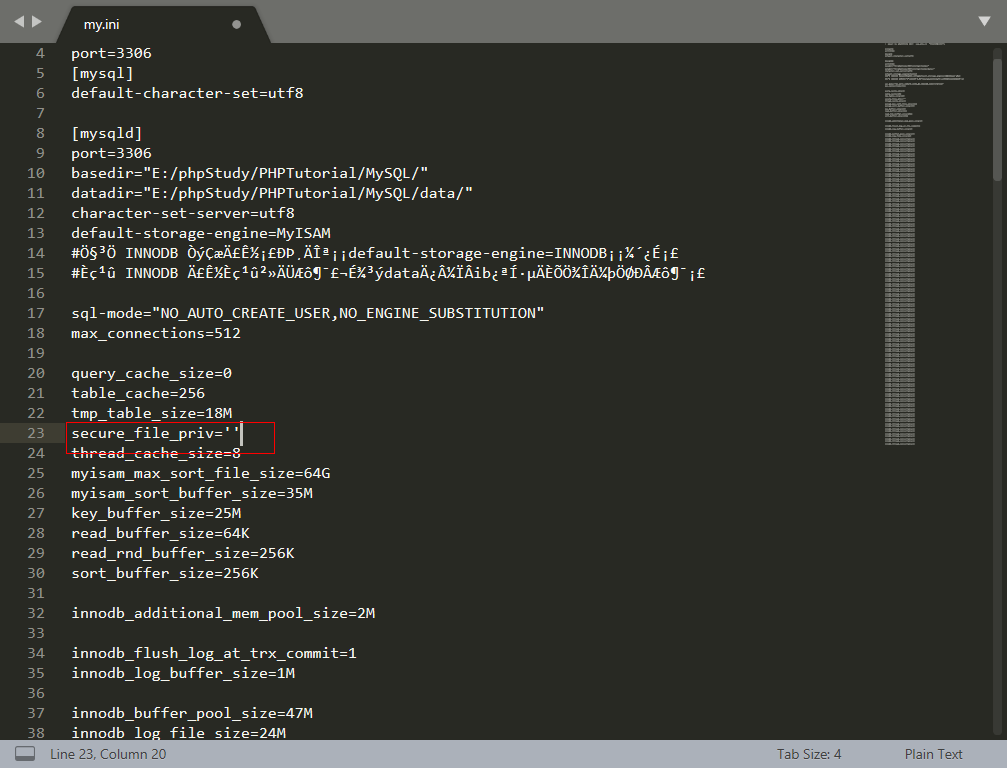 my.ini
4 port=3306
5 [mysql]
6 default-character-set=utf8
7
8 [mysqld]
9 port=3306
10 basedir="E:/phpStudy/PHPTutorial/MySQL/"
11 datadir="E:/phpStudy/PHPTutorial/MySQL/data/"
12 character-set-server=utf8
13 default-storage-engine=MyISAM
14 #Ö§³Ö INNODB ÒýÇæÄ£Ê½¡£ÐÞ¸ÄÎª¡¡default-storage-engine=INNODB¡¡¼´¿É¡£
15 #Èç¹û INNODB Ä£Ê½Èç¹û²»ÄÜÆô¶¯£¬É¾³ýdataÄ¿Â¼ÏÂib¿ªÍ·µÄÈÕÖ¾ÎÄ¼þÖØÐÂÆô¶¯¡£
16
17 sql-mode="NO_AUTO_CREATE_USER,NO_ENGINE_SUBSTITUTION"
18 max_connections=512
19
20 query_cache_size=0
21 table_cache=256
22 tmp_table_size=18M
23 secure_file_priv=''
24 thread_cache_size=8
25 myisam_max_sort_file_size=64G
26 myisam_sort_buffer_size=35M
27 key_buffer_size=25M
28 read_buffer_size=64K
29 read_rnd_buffer_size=256K
30 sort_buffer_size=256K
31
32 innodb_additional_mem_pool_size=2M
33
34 innodb_flush_log_at_trx_commit=1
35 innodb_log_buffer_size=1M
36
37 innodb_buffer_pool_size=47M
38 innodb_log_file_size=24M
Line 23, Column 20 Tab Size: 4 Plain Text